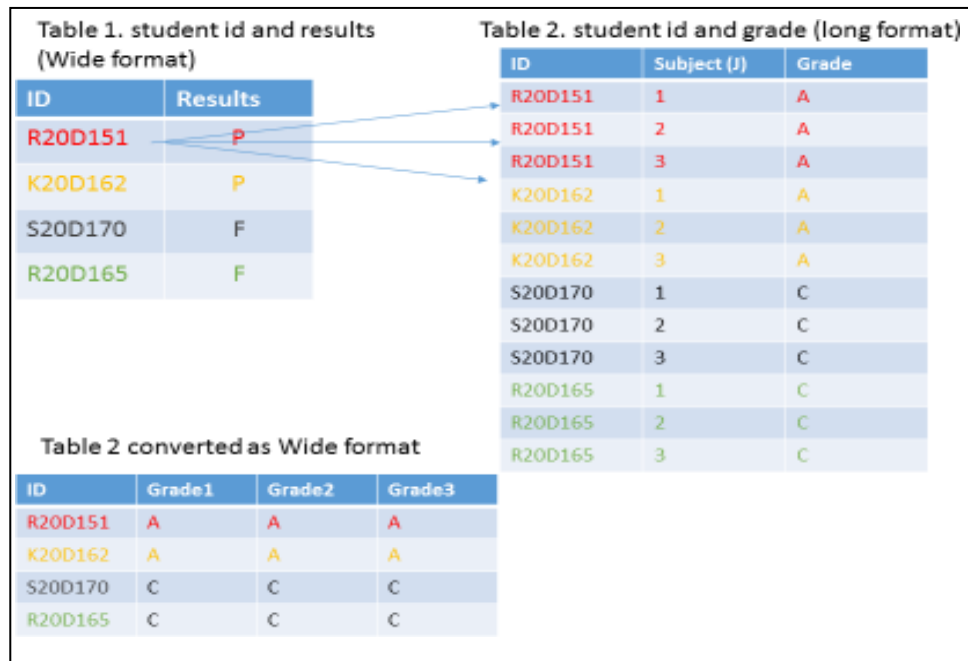 Table 1. student id and results
(Wide format)
ID Results
R20D151 P
K20D162 P
S20D170 F
R20D165 F
Table 2. student id and grade (long format)
ID Subject (J) Grade
R20D151 1 A
R20D151 2 A
R20D151 3 A
K20D162 1 A
K20D162 2 A
K20D162 3 A
S20D170 1 C
S20D170 2 C
S20D170 3 C
R20D165 1 C
R20D165 2 C
R20D165 3 C
Table 2 converted as Wide format
ID Grade1 Grade2 Grade3
R20D151 A A A
K20D162 A A A
S20D170 C C C
R20D165 C C C